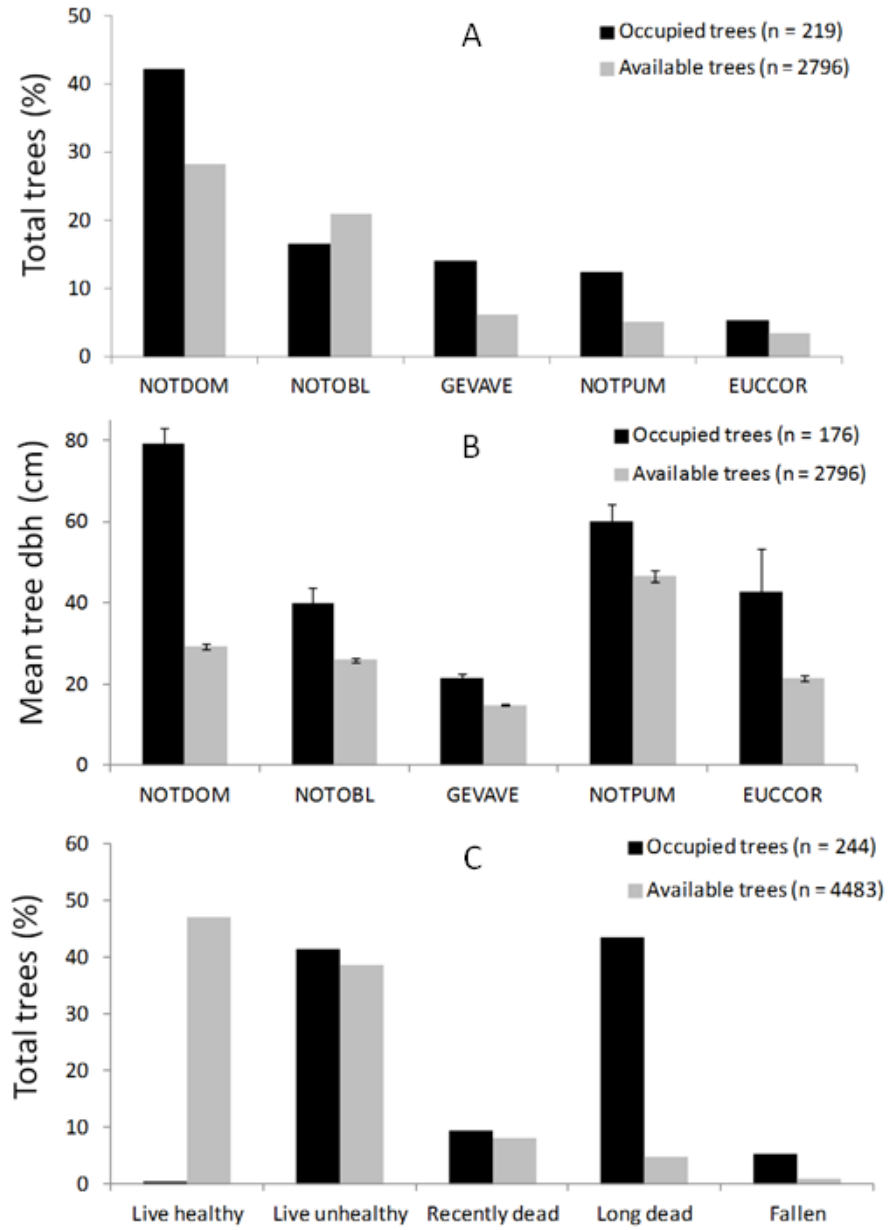 A
Occupied trees (n = 219)
Available trees (n = 2796)
Total trees (%)
50
40
30
20
10
0
NOTDOM NOTOBL GEVAVE NOTPUM EUCCOR
B
Occupied trees (n = 176)
Available trees (n = 2796)
Mean tree dbh (cm)
80
60
40
20
0
NOTDOM NOTOBL GEVAVE NOTPUM EUCCOR
C
Occupied trees (n = 244)
Available trees (n = 4483)
Total trees (%)
60
50
40
30
20
10
0
Live healthy Live unhealthy Recently dead Long dead Fallen